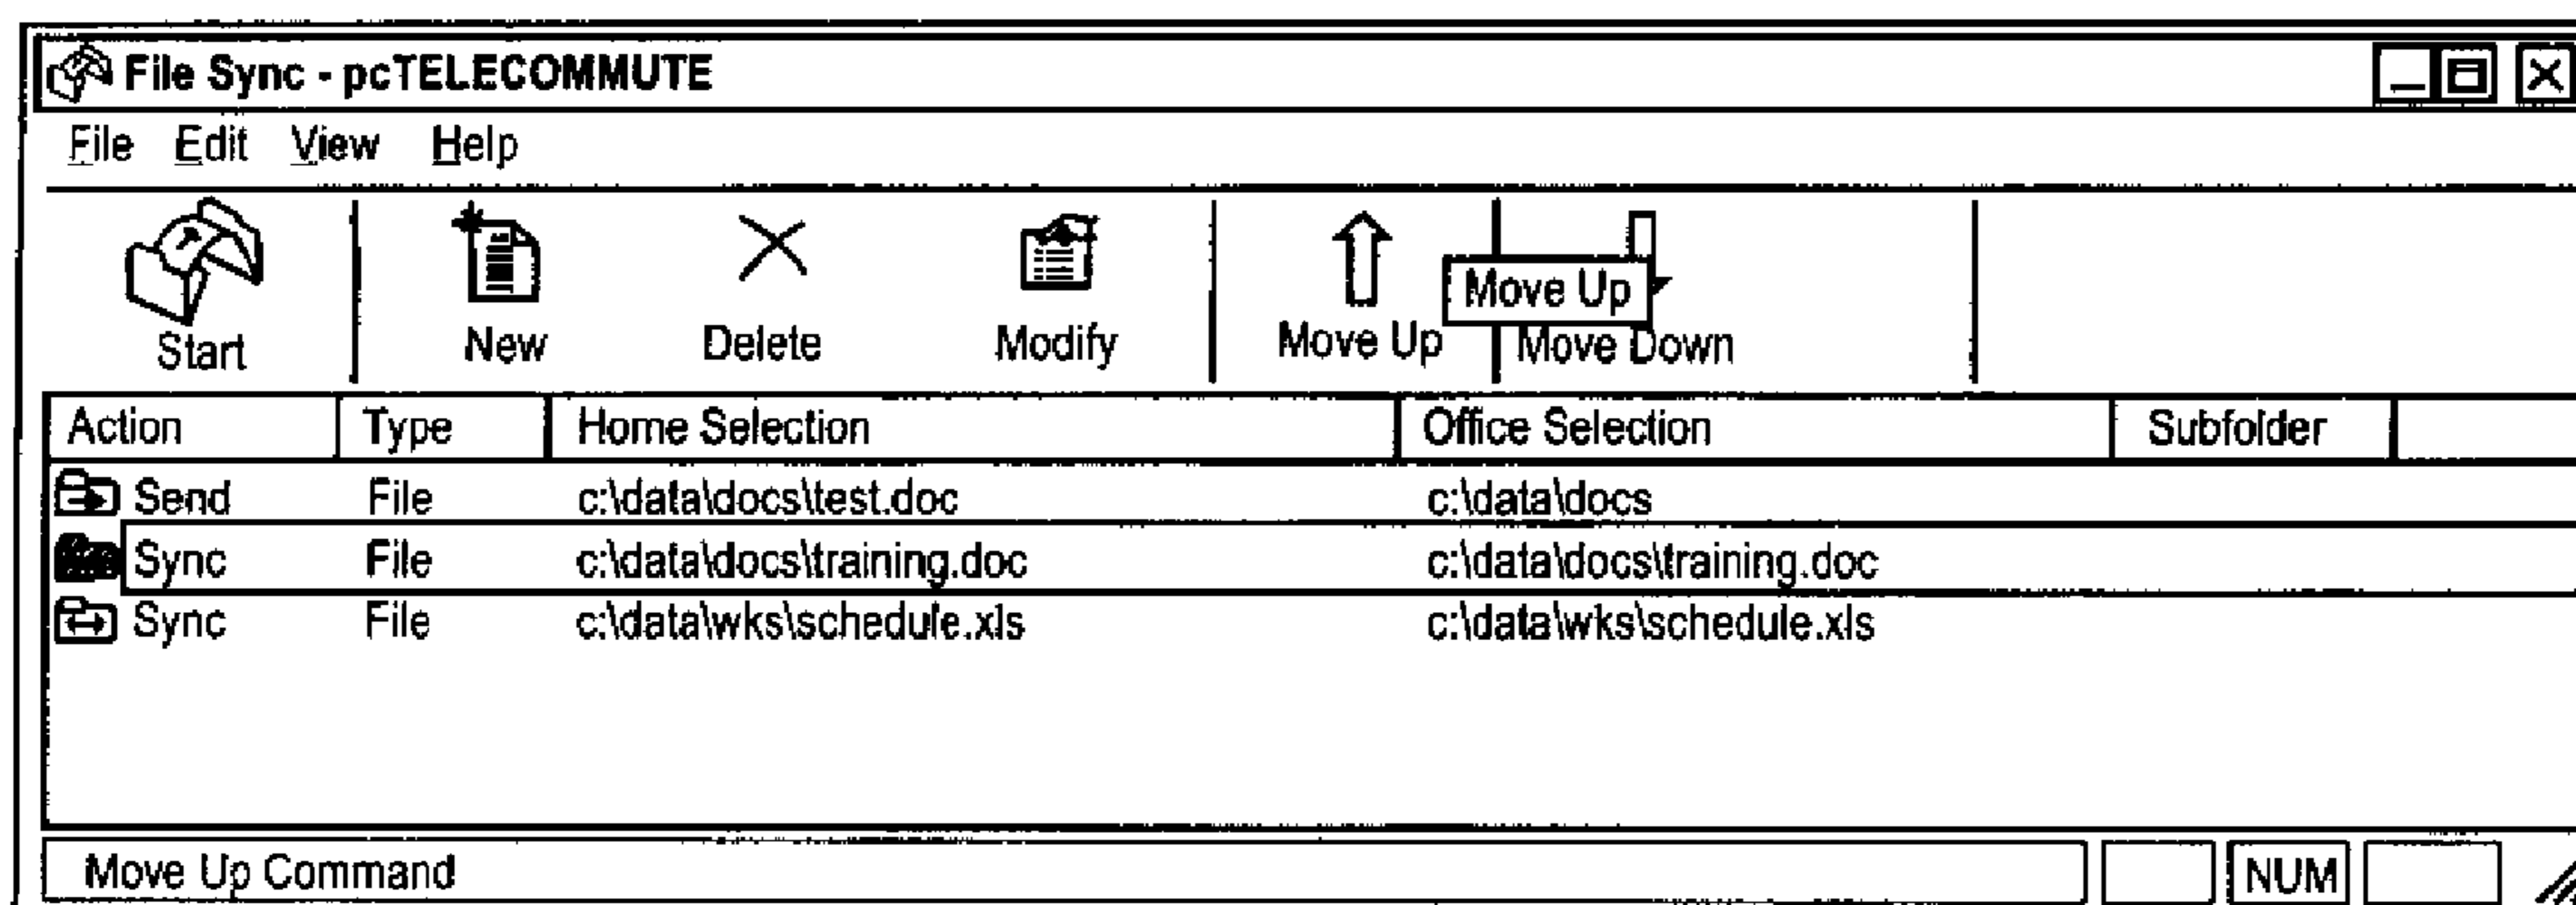 File Sync - pcTELECOMMUTE
File Edit View Help
Start New Delete Modify Move Up Move Up Move Down
Action Type Home Selection Office Selection Subfolder
Send File c:\data\docs\test.doc c:\data\docs
Sync File c:\data\docs\training.doc c:\data\docs\training.doc
Sync File c:\data\wks\schedule.xls c:\data\wks\schedule.xls
Move Up Command NUM